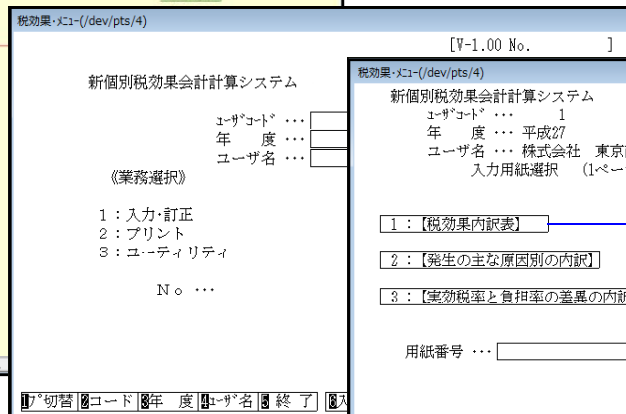 税効果・ﾒﾆｭｰ(/dev/pts/4)
[V-1.00 No. ]
新個別税効果会計計算システム
ﾕｰｻﾞｺｰﾄﾞ ･･･
年 度 ･･･
ユーザ名 ･･･
《業務選択》
1：入力・訂正
2：プリント
3：ユーティリティ
No ･･･
切替 2コード 3年 度 4ﾕｰｻﾞ名 5終 了
税効果・ﾒﾆｭｰ(/dev/pts/4)
新個別税効果会計計算システム
ﾕｰｻﾞｺｰﾄﾞ ･･･ 1
年 度 ･･･ 平成27
ユーザ名 ･･･ 株式会社 東京
入力用紙選択 (1ペー
1：【税効果内訳表】
2：【発生の主な原因別の内訳】
3：【実効税率と負担率の差異の内訳
用紙番号 ･･･